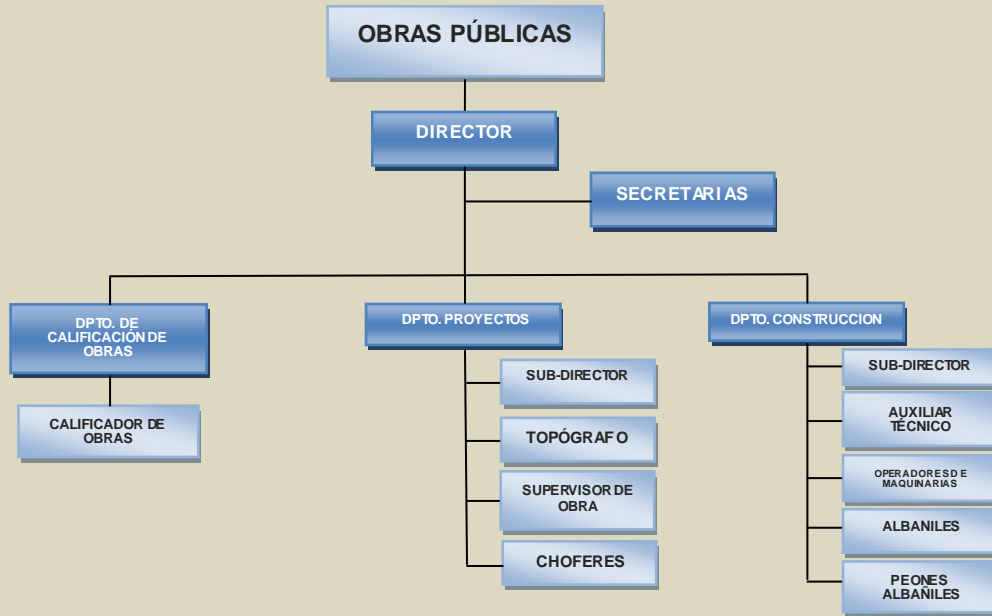 OBRAS PÚBLICAS
DIRECTOR
SECRETARIAS
DPTO. DE
CALIFICACIÓN DE
OBRAS
CALIFICADOR DE
OBRAS
DPTO. PROYECTOS
SUB-DIRECTOR
TOPÓGRAFO
SUPERVISOR DE
OBRA
CHOFERES
DPTO. CONSTRUCCION
SUB-DIRECTOR
AUXILIAR
TÉCNICO
OPERADORES DE
MAQUINARIAS
ALBANILES
PEONES
ALBAÑILES